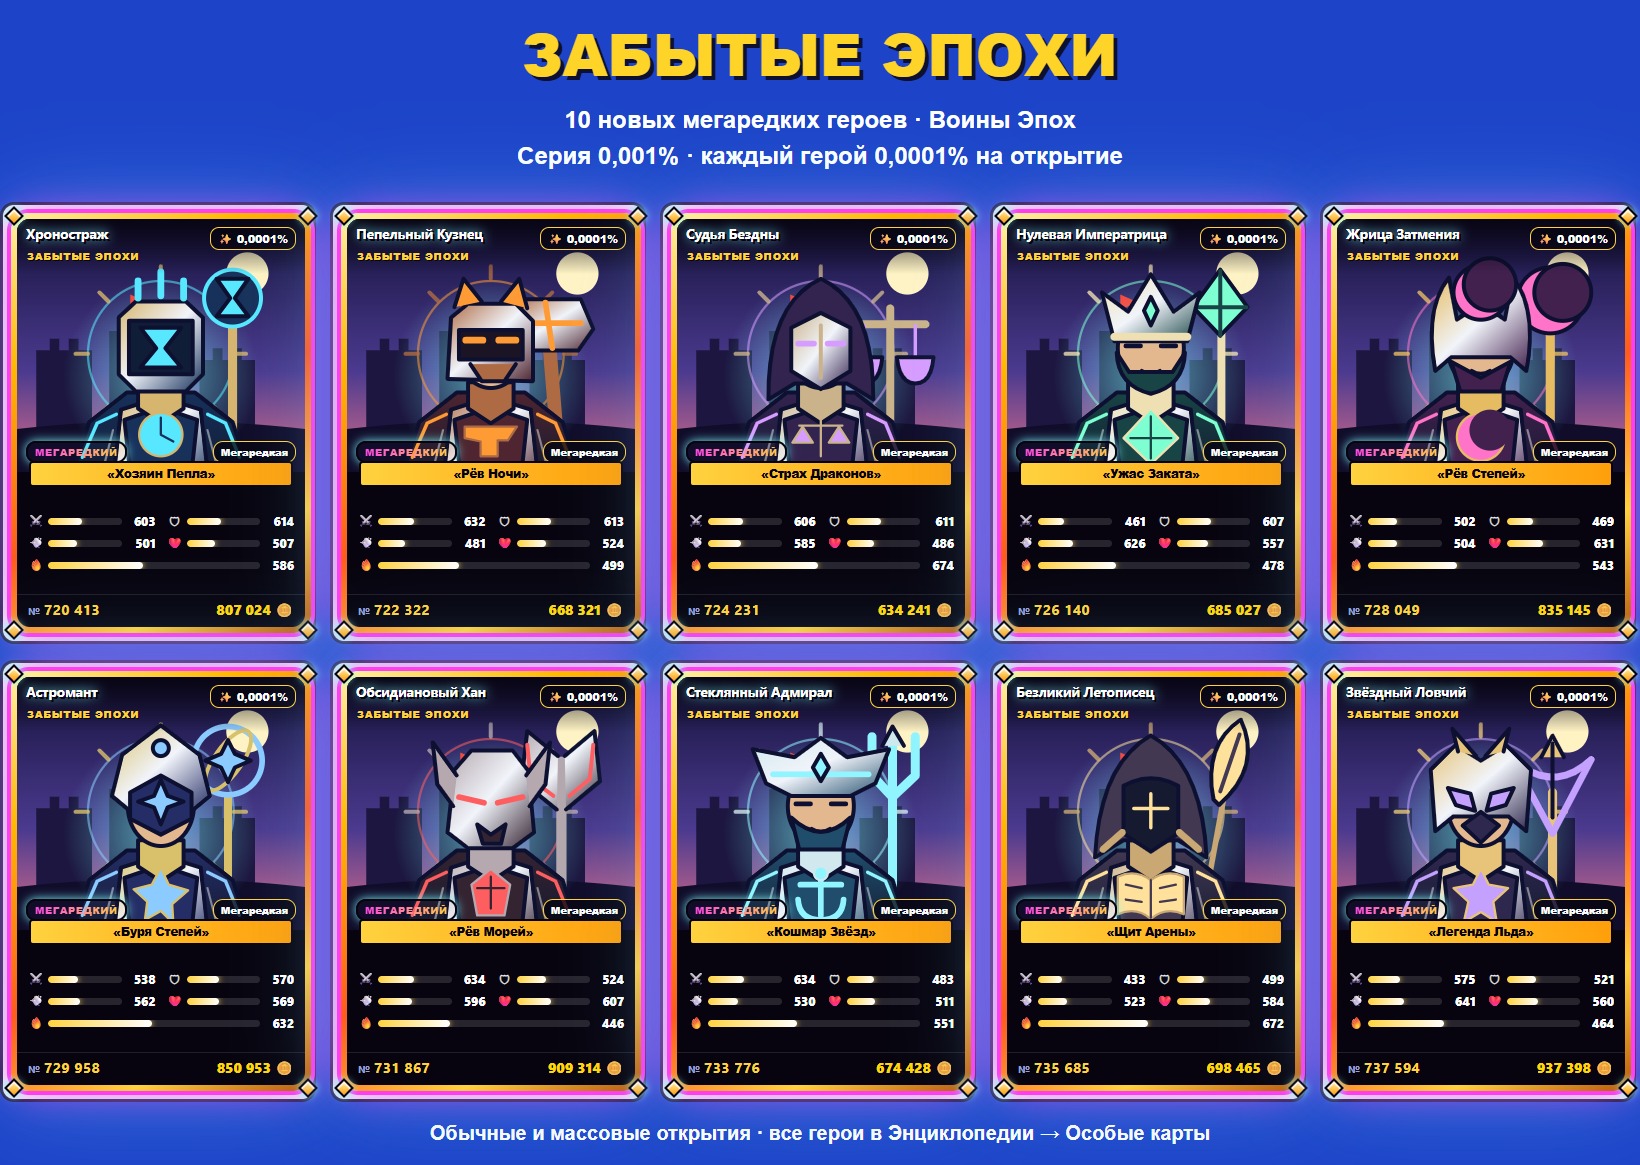 ЗАБЫТЫЕ ЭПОХИ
10 новых мегаредких героев · Воины Эпох
Серия 0,001% · каждый герой 0,0001% на открытие
Хроностраж
0,0001%
ЗАБЫТЫЕ ЭПОХИ
МЕГАРЕДКИЙ
Мегаредкая
«Хозяин Пепла»
603 614
501 507
586
№ 720 413 807 024
Пепельный Кузнец
0,0001%
ЗАБЫТЫЕ ЭПОХИ
МЕГАРЕДКИЙ
Мегаредкая
«Рёв Ночи»
632 613
481 524
499
№ 722 322 668 321
Судья Бездны
0,0001%
ЗАБЫТЫЕ ЭПОХИ
МЕГАРЕДКИЙ
Мегаредкая
«Страх Драконов»
606 611
585 486
674
№ 724 231 634 241
Нулевая Императрица
0,0001%
ЗАБЫТЫЕ ЭПОХИ
МЕГАРЕДКИЙ
Мегаредкая
«Ужас Заката»
461 607
626 557
478
№ 726 140 685 027
Жрица Затмения
0,0001%
ЗАБЫТЫЕ ЭПОХИ
МЕГАРЕДКИЙ
Мегаредкая
«Рёв Степей»
502 469
504 631
543
№ 728 049 835 145
Астромант
0,0001%
ЗАБЫТЫЕ ЭПОХИ
МЕГАРЕДКИЙ
Мегаредкая
«Буря Степей»
538 570
562 569
632
№ 729 958 850 953
Обсидиановый Хан
0,0001%
ЗАБЫТЫЕ ЭПОХИ
МЕГАРЕДКИЙ
Мегаредкая
«Рёв Морей»
634 524
596 607
446
№ 731 867 909 314
Стеклянный Адмирал
0,0001%
ЗАБЫТЫЕ ЭПОХИ
МЕГАРЕДКИЙ
Мегаредкая
«Кошмар Звёзд»
634 483
530 511
551
№ 733 776 674 428
Безликий Летописец
0,0001%
ЗАБЫТЫЕ ЭПОХИ
МЕГАРЕДКИЙ
Мегаредкая
«Щит Арены»
433 499
523 584
672
№ 735 685 698 465
Звёздный Ловчий
0,0001%
ЗАБЫТЫЕ ЭПОХИ
МЕГАРЕДКИЙ
Мегаредкая
«Легенда Льда»
575 521
641 560
464
№ 737 594 937 398
Обычные и массовые открытия · все герои в Энциклопедии → Особые карты